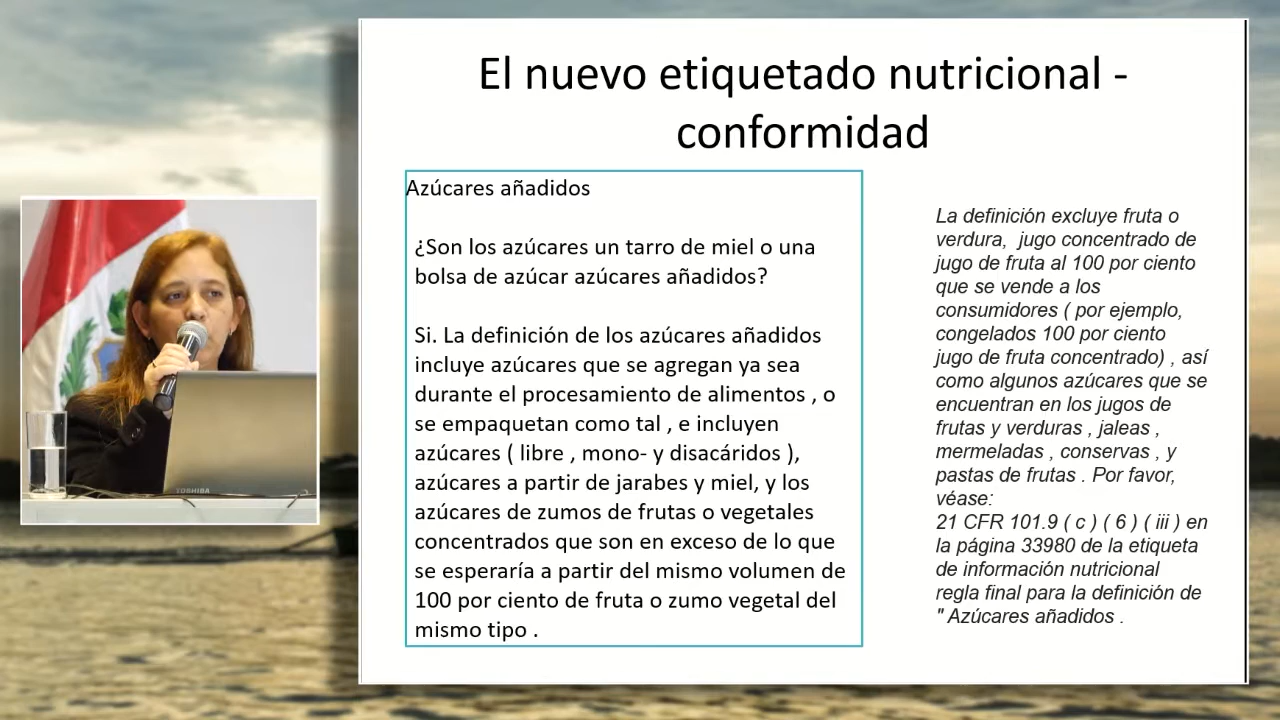 El nuevo etiquetado nutricional -
conformidad
Azúcares añadidos
¿Son los azúcares un tarro de miel o una
bolsa de azúcar azúcares añadidos?
Si. La definición de los azúcares añadidos
incluye azúcares que se agregan ya sea
durante el procesamiento de alimentos , o
se empaquetan como tal , e incluyen
azúcares ( libre , mono- y disacáridos ),
azúcares a partir de jarabes y miel, y los
azúcares de zumos de frutas o vegetales
concentrados que son en exceso de lo que
se esperaría a partir del mismo volumen de
100 por ciento de fruta o zumo vegetal del
mismo tipo .
La definición excluye fruta o
verdura, jugo concentrado de
jugo de fruta al 100 por ciento
que se vende a los
consumidores ( por ejemplo,
congelados 100 por ciento
jugo de fruta concentrado) , así
como algunos azúcares que se
encuentran en los jugos de
frutas y verduras , jaleas ,
mermeladas , conservas , y
pastas de frutas . Por favor,
véase:
21 CFR 101.9 ( c ) ( 6 ) ( iii ) en
la página 33980 de la etiqueta
de información nutricional
regla final para la definición de
" Azúcares añadidos .
TOSHIBA